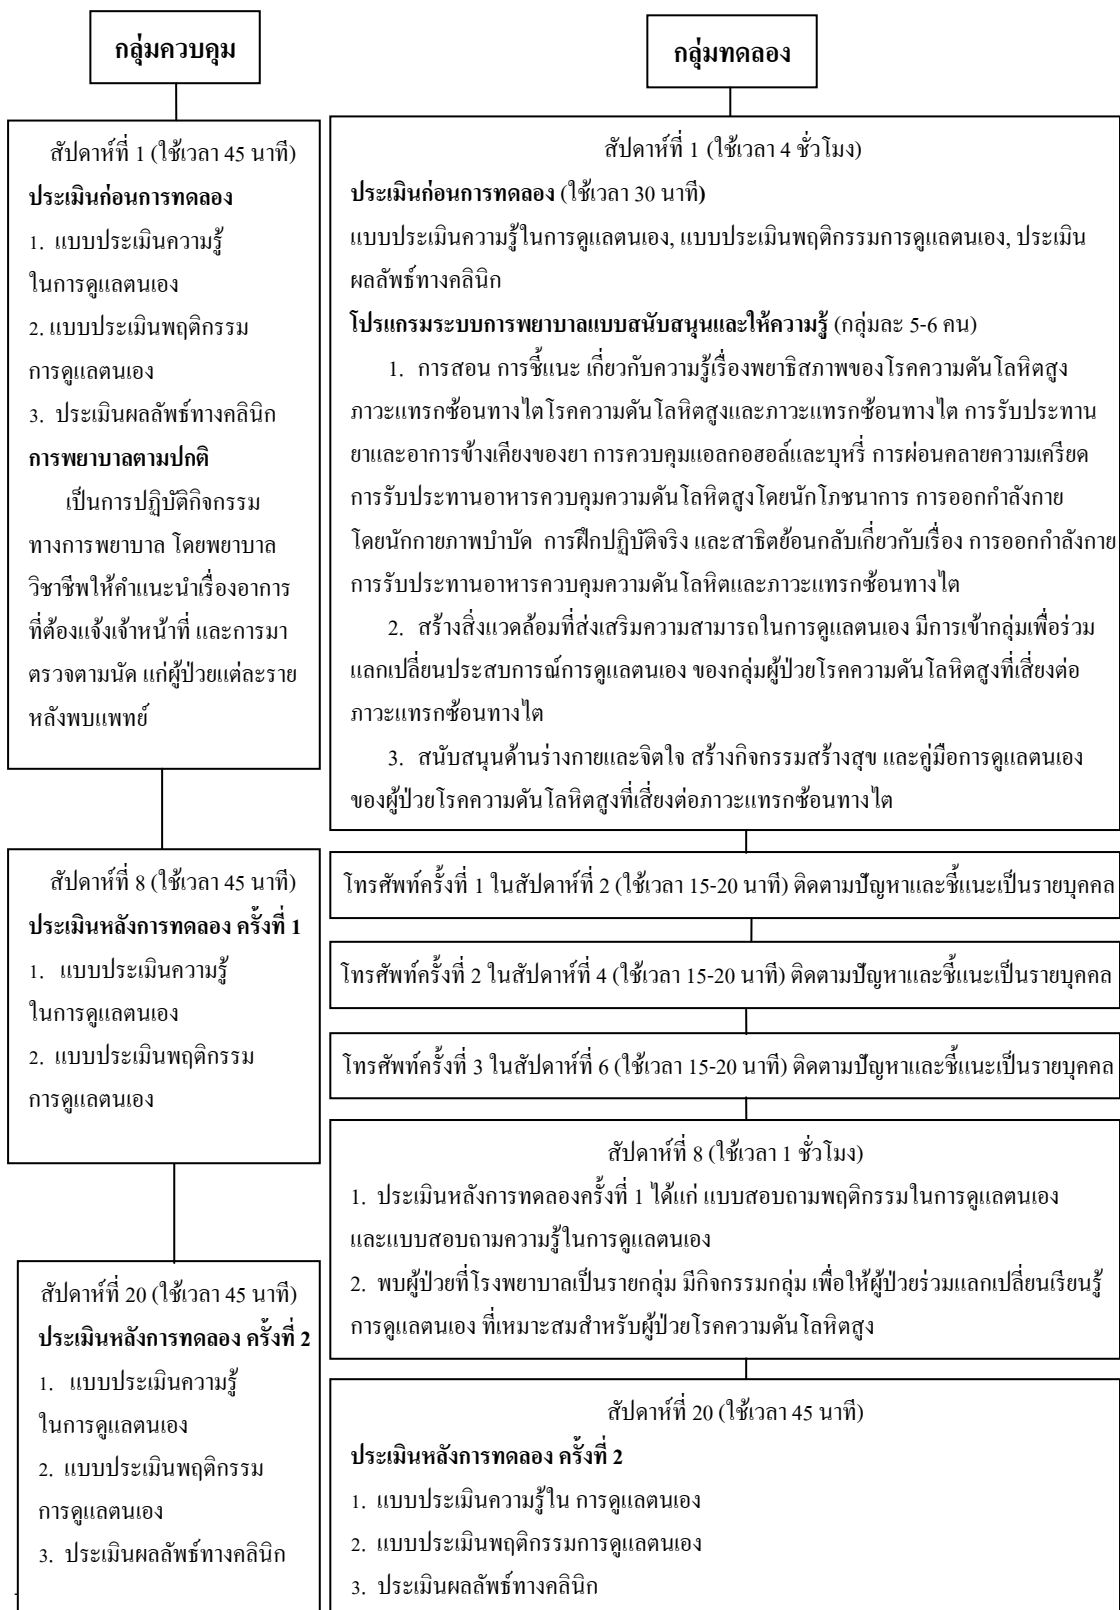 กลุ่มควบคุม
สัปดาห์ที่ 1 (ใช้เวลา 45 นาที)
ประเมินก่อนการทดลอง
1. แบบประเมินความรู้
ในการดูแลตนเอง
2. แบบประเมินพฤติกรรม
การดูแลตนเอง
3. ประเมินผลลัพธ์ทางคลินิก
การพยาบาลตามปกติ
เป็นการปฏิบัติกิจกรรม
ทางการพยาบาล โดยพยาบาล
วิชาชีพให้คำแนะนำเรื่องอาการ
ที่ต้องแจ้งเจ้าหน้าที่ และการมา
ตรวจตามนัด แก่ผู้ป่วยแต่ละราย
หลังพบแพทย์
สัปดาห์ที่ 8 (ใช้เวลา 45 นาที)
ประเมินหลังการทดลอง ครั้งที่ 1
1. แบบประเมินความรู้
ในการดูแลตนเอง
2. แบบประเมินพฤติกรรม
การดูแลตนเอง
สัปดาห์ที่ 20 (ใช้เวลา 45 นาที)
ประเมินหลังการทดลอง ครั้งที่ 2
1. แบบประเมินความรู้
ในการดูแลตนเอง
2. แบบประเมินพฤติกรรม
การดูแลตนเอง
3. ประเมินผลลัพธ์ทางคลินิก
กลุ่มทดลอง
สัปดาห์ที่ 1 (ใช้เวลา 4 ชั่วโมง)
ประเมินก่อนการทดลอง (ใช้เวลา 30 นาที)
แบบประเมินความรู้ในการดูแลตนเอง, แบบประเมินพฤติกรรมการดูแลตนเอง, ประเมิน
ผลลัพธ์ทางคลินิก
โปรแกรมระบบการพยาบาลแบบสนับสนุนและให้ความรู้ (กลุ่มละ 5-6 คน)
1. การสอน การชี้แนะ เกี่ยวกับความรู้เรื่องพยาธิสภาพของโรคความดันโลหิตสูง
ภาวะแทรกซ้อนทางไตโรคความดันโลหิตสูงและภาวะแทรกซ้อนทางไต การรับประทาน
ยาและอาการข้างเคียงของยา การควบคุมแอลกอฮอล์และบุหรี่ การผ่อนคลายความเครียด
การรับประทานอาหารควบคุมความดันโลหิตสูงโดยนักโภชนาการ การออกกำลังกาย
โดยนักกายภาพบำบัด การฝึกปฏิบัติจริง และสาธิตย้อนกลับเกี่ยวกับเรื่อง การออกกำลังกาย
การรับประทานอาหารควบคุมความดันโลหิตและภาวะแทรกซ้อนทางไต
2. สร้างสิ่งแวดล้อมที่ส่งเสริมความสามารถในการดูแลตนเอง มีการเข้ากลุ่มเพื่อร่วม
แลกเปลี่ยนประสบการณ์การดูแลตนเอง ของกลุ่มผู้ป่วยโรคความดันโลหิตสูงที่เสี่ยงต่อ
ภาวะแทรกซ้อนทางไต
3. สนับสนุนด้านร่างกายและจิตใจ สร้างกิจกรรมสร้างสุข และคู่มือการดูแลตนเอง
ของผู้ป่วยโรคความดันโลหิตสูงที่เสี่ยงต่อภาวะแทรกซ้อนทางไต
โทรศัพท์ครั้งที่ 1 ในสัปดาห์ที่ 2 (ใช้เวลา 15-20 นาที) ติดตามปัญหาและชี้แนะเป็นรายบุคคล
โทรศัพท์ครั้งที่ 2 ในสัปดาห์ที่ 4 (ใช้เวลา 15-20 นาที) ติดตามปัญหาและชี้แนะเป็นรายบุคคล
โทรศัพท์ครั้งที่ 3 ในสัปดาห์ที่ 6 (ใช้เวลา 15-20 นาที) ติดตามปัญหาและชี้แนะเป็นรายบุคคล
สัปดาห์ที่ 8 (ใช้เวลา 1 ชั่วโมง)
1. ประเมินหลังการทดลองครั้งที่ 1 ได้แก่ แบบสอบถามพฤติกรรมในการดูแลตนเอง
และแบบสอบถามความรู้ในการดูแลตนเอง
2. พบผู้ป่วยที่โรงพยาบาลเป็นรายกลุ่ม มีกิจกรรมกลุ่ม เพื่อให้ผู้ป่วยร่วมแลกเปลี่ยนเรียนรู้
การดูแลตนเอง ที่เหมาะสมสำหรับผู้ป่วยโรคความดันโลหิตสูง
สัปดาห์ที่ 20 (ใช้เวลา 45 นาที)
ประเมินหลังการทดลอง ครั้งที่ 2
1. แบบประเมินความรู้ใน การดูแลตนเอง
2. แบบประเมินพฤติกรรมการดูแลตนเอง
3. ประเมินผลลัพธ์ทางคลินิก